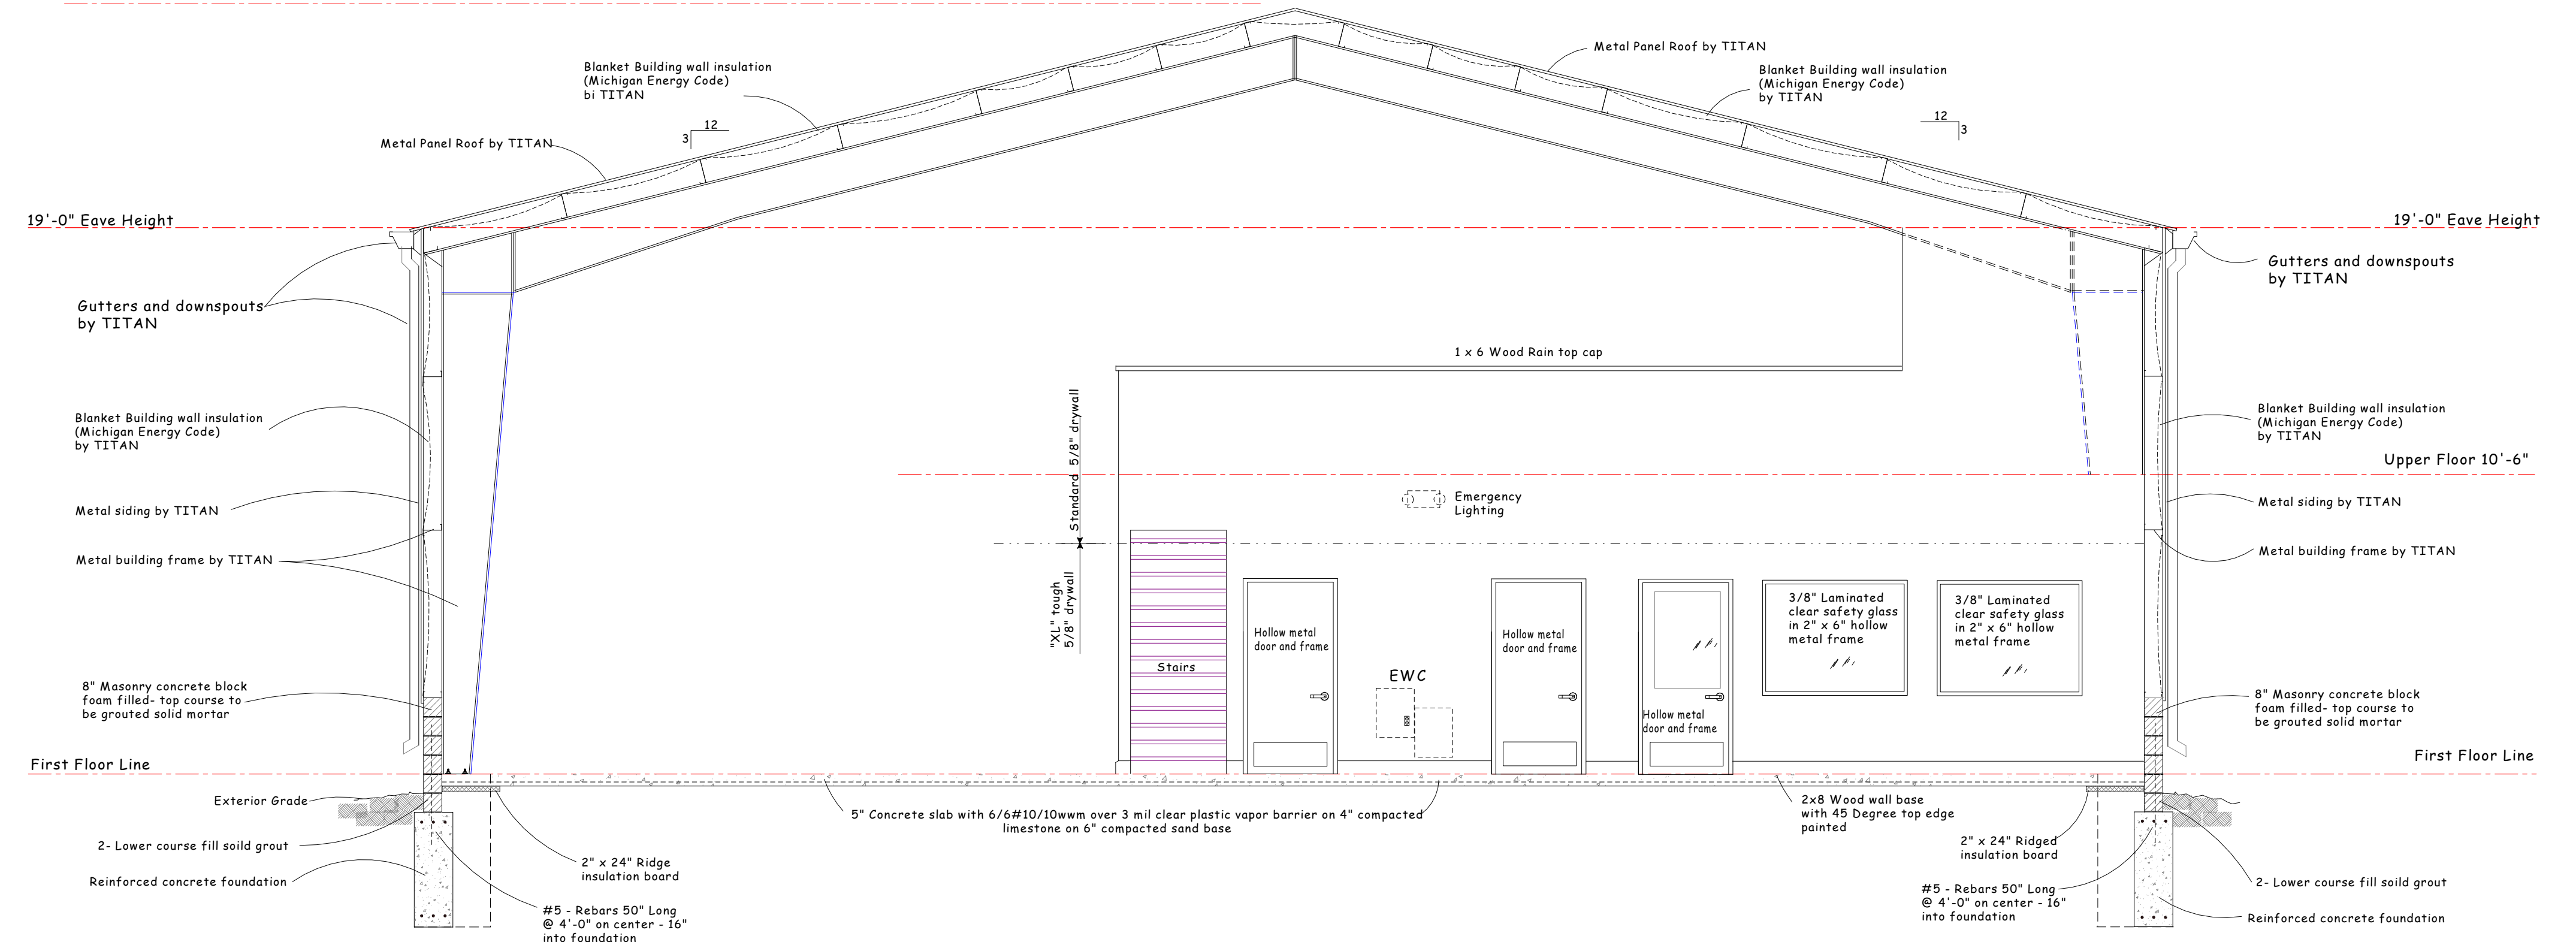 Metal Panel Roof by TITAN
Blanket Building wall insulation
(Michigan Energy Code)
bi TITAN
Blanket Building wall insulation
(Michigan Energy Code)
by TITAN
12
3
12
3
Metal Panel Roof by TITAN
19'-0" Eave Height
19'-0" Eave Height
Gutters and downspouts
by TITAN
Gutters and downspouts
by TITAN
1 x 6 Wood Rain top cap
Standard 5/8" drywall
Blanket Building wall insulation
(Michigan Energy Code)
by TITAN
Blanket Building wall insulation
(Michigan Energy Code)
by TITAN
Upper Floor 10'-6"
Emergency
Lighting
Metal siding by TITAN
Metal siding by TITAN
Metal building frame by TITAN
Metal building frame by TITAN
"XL" tough
5/8" drywall
3/8" Laminated
clear safety glass
in 2" x 6" hollow
metal frame
3/8" Laminated
clear safety glass
in 2" x 6" hollow
metal frame
Hollow metal
door and frame
Hollow metal
door and frame
Stairs
EWC
Hollow metal
door and frame
8" Masonry concrete block
foam filled- top course to
be grouted solid mortar
8" Masonry concrete block
foam filled- top course to
be grouted solid mortar
First Floor Line
First Floor Line
Exterior Grade
5" Concrete slab with 6/6#10/10wwm over 3 mil clear plastic vapor barrier on 4" compacted
limestone on 6" compacted sand base
2x8 Wood wall base
with 45 Degree top edge
painted
2- Lower course fill soild grout
2" x 24" Ridge
insulation board
2" x 24" Ridged
insulation board
Reinforced concrete foundation
#5 - Rebars 50" Long
@ 4'-0" on center - 16"
into foundation
#5 - Rebars 50" Long
@ 4'-0" on center - 16"
into foundation
2- Lower course fill soild grout
Reinforced concrete foundation